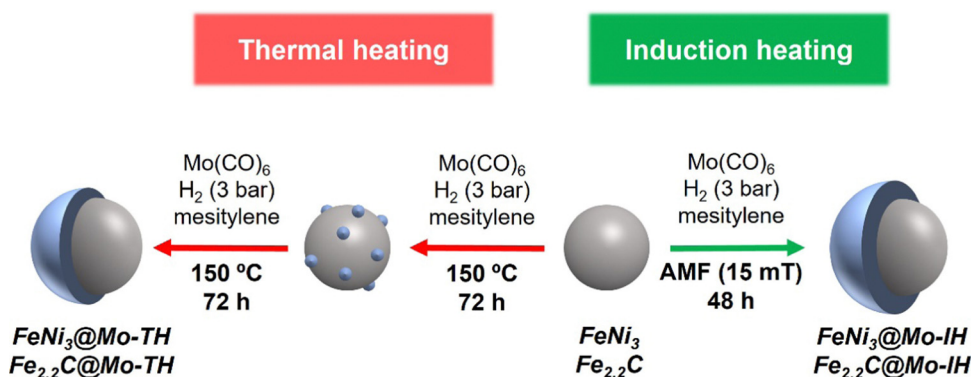 Thermal heating
Induction heating
Mo(CO)₆
H₂ (3 bar)
mesitylene
150 ºC
72 h
Mo(CO)₆
H₂ (3 bar)
mesitylene
150 ºC
72 h
Mo(CO)₆
H₂ (3 bar)
mesitylene
AMF (15 mT)
48 h
FeNi₃@Mo-TH
Fe₂.₂C@Mo-TH
FeNi₃
Fe₂.₂C
FeNi₃@Mo-IH
Fe₂.₂C@Mo-IH